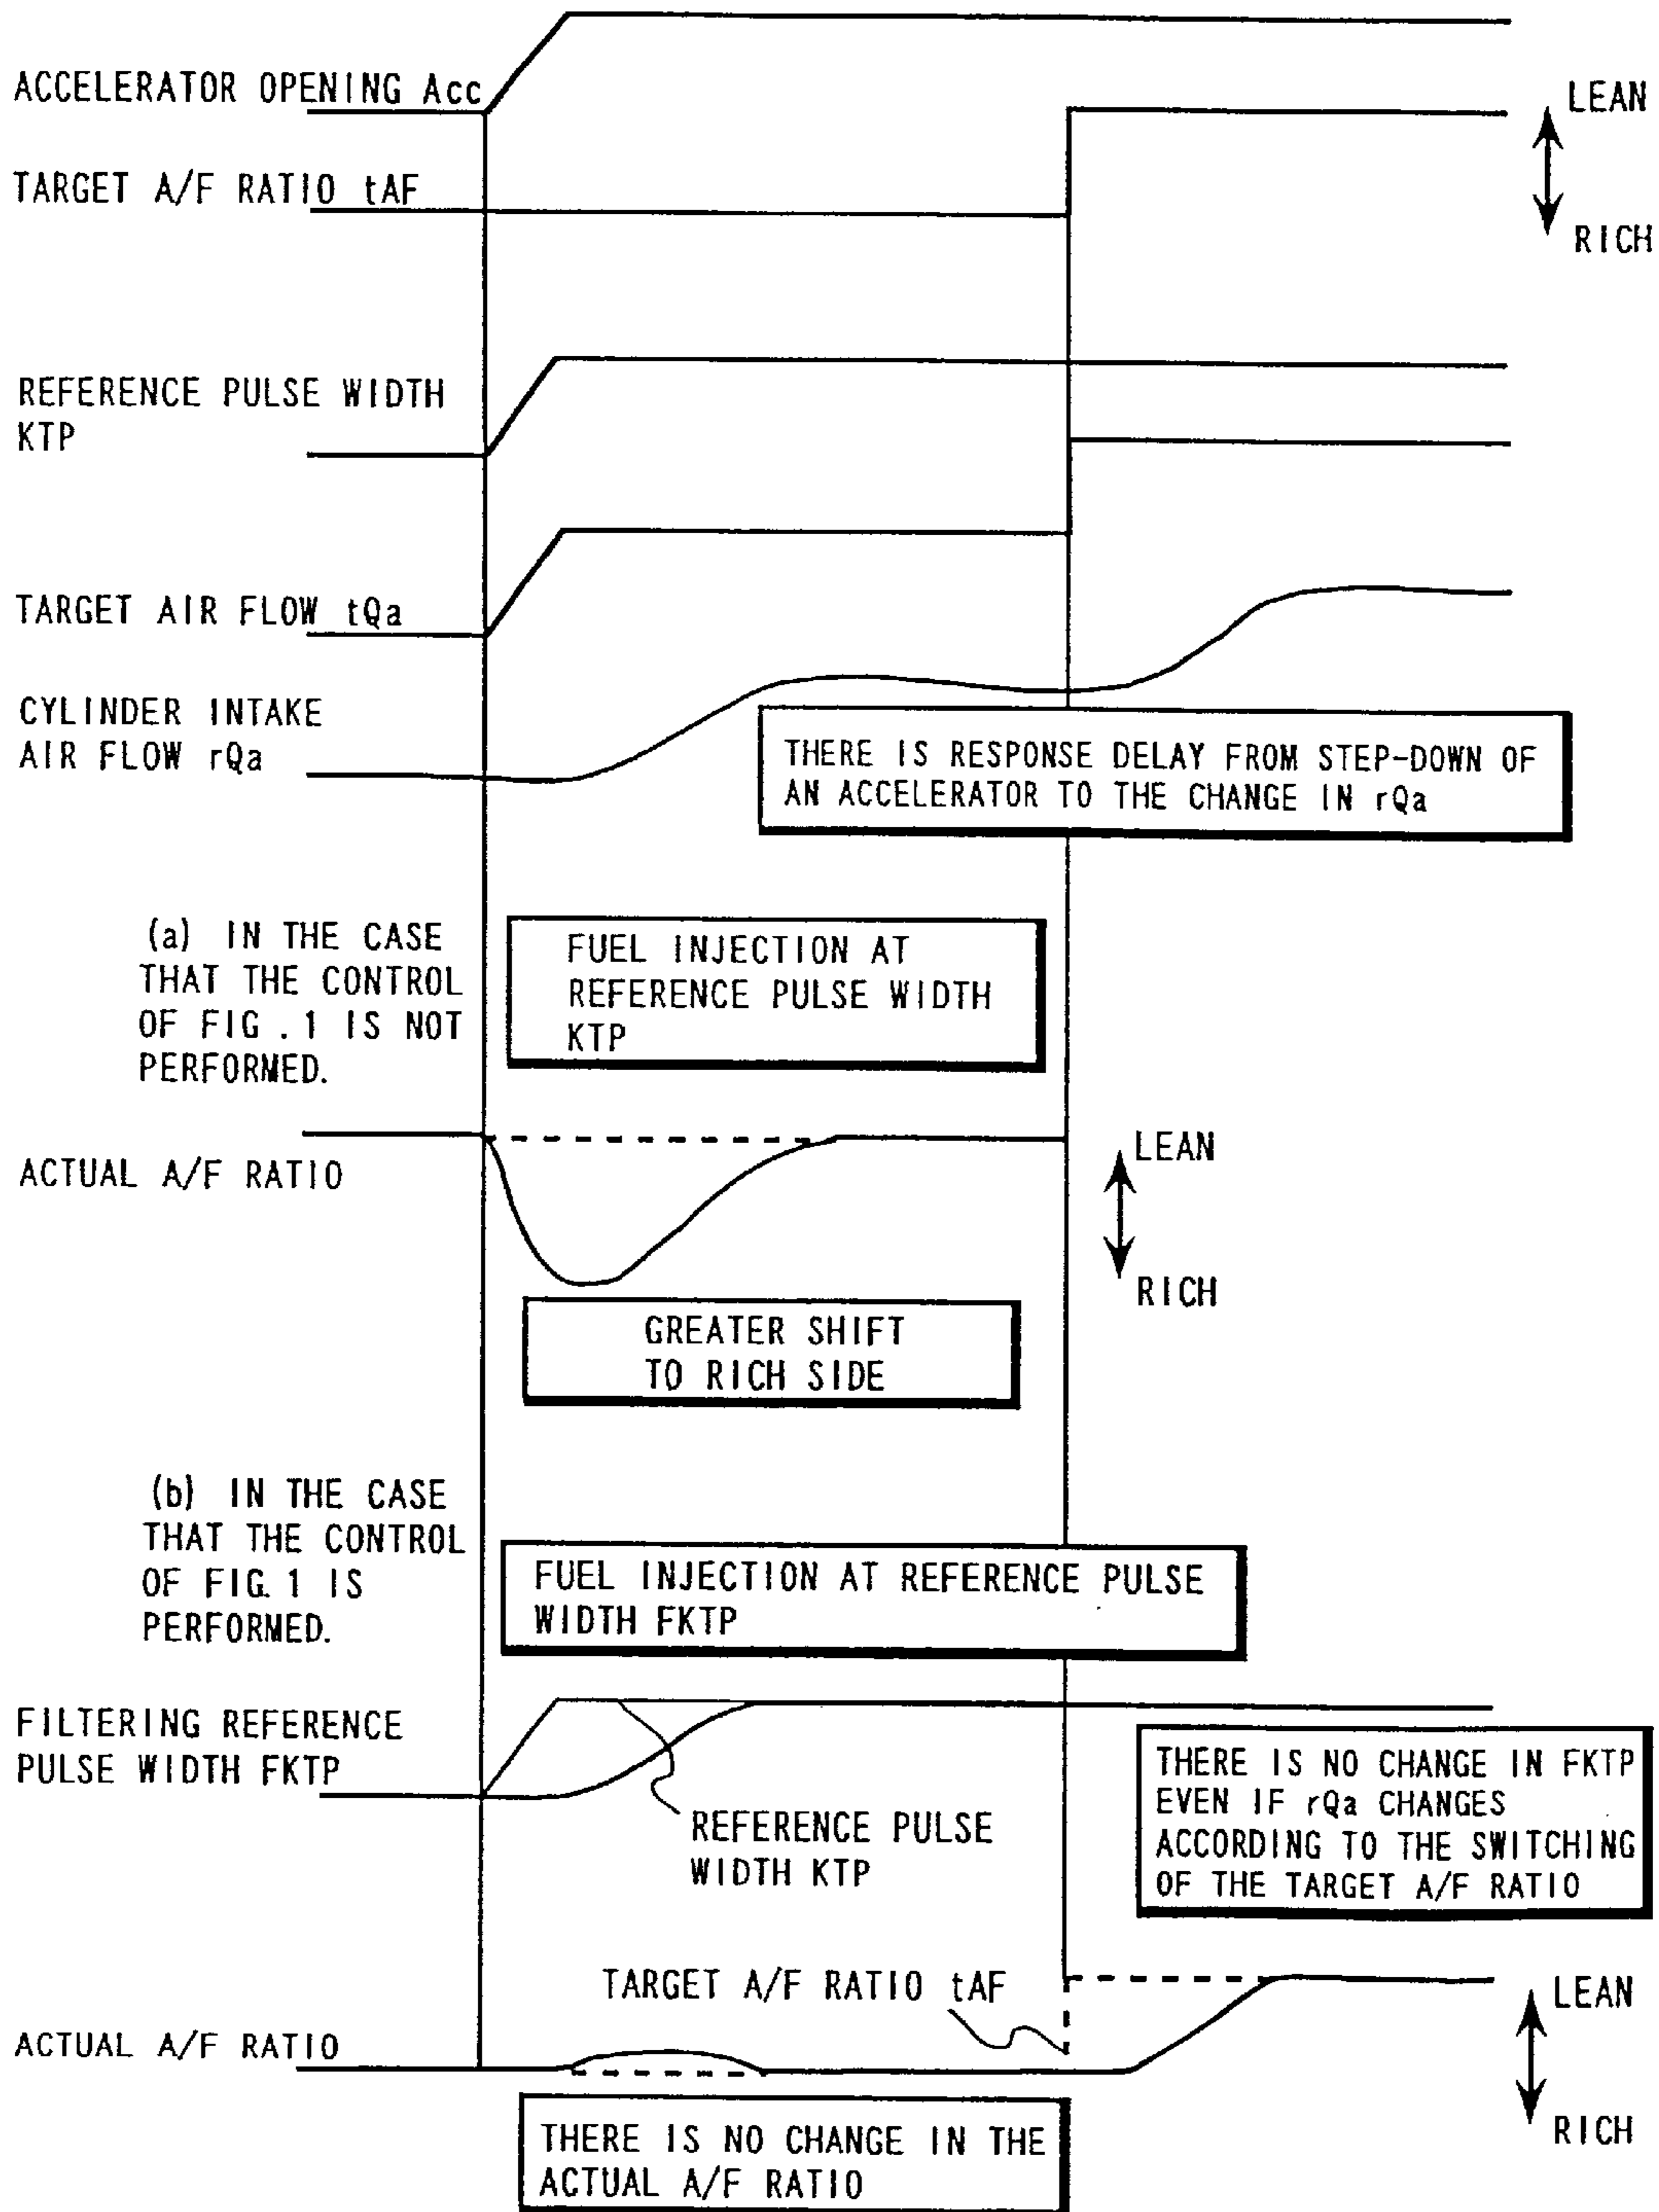 ACCELERATOR OPENING Acc
LEAN
TARGET A/F RATIO tAF
RICH
REFERENCE PULSE WIDTH
KTP
TARGET AIR FLOW tQa
CYLINDER INTAKE
AIR FLOW rQa
THERE IS RESPONSE DELAY FROM STEP-DOWN OF
AN ACCELERATOR TO THE CHANGE IN rQa
(a) IN THE CASE
THAT THE CONTROL
OF FIG. 1 IS NOT
PERFORMED.
FUEL INJECTION AT
REFERENCE PULSE WIDTH
KTP
ACTUAL A/F RATIO
LEAN
RICH
GREATER SHIFT
TO RICH SIDE
(b) IN THE CASE
THAT THE CONTROL
OF FIG. 1 IS
PERFORMED.
FUEL INJECTION AT REFERENCE PULSE
WIDTH FKTP
FILTERING REFERENCE
PULSE WIDTH FKTP
REFERENCE PULSE
WIDTH KTP
THERE IS NO CHANGE IN FKTP
EVEN IF rQa CHANGES
ACCORDING TO THE SWITCHING
OF THE TARGET A/F RATIO
TARGET A/F RATIO tAF
LEAN
ACTUAL A/F RATIO
RICH
THERE IS NO CHANGE IN THE
ACTUAL A/F RATIO